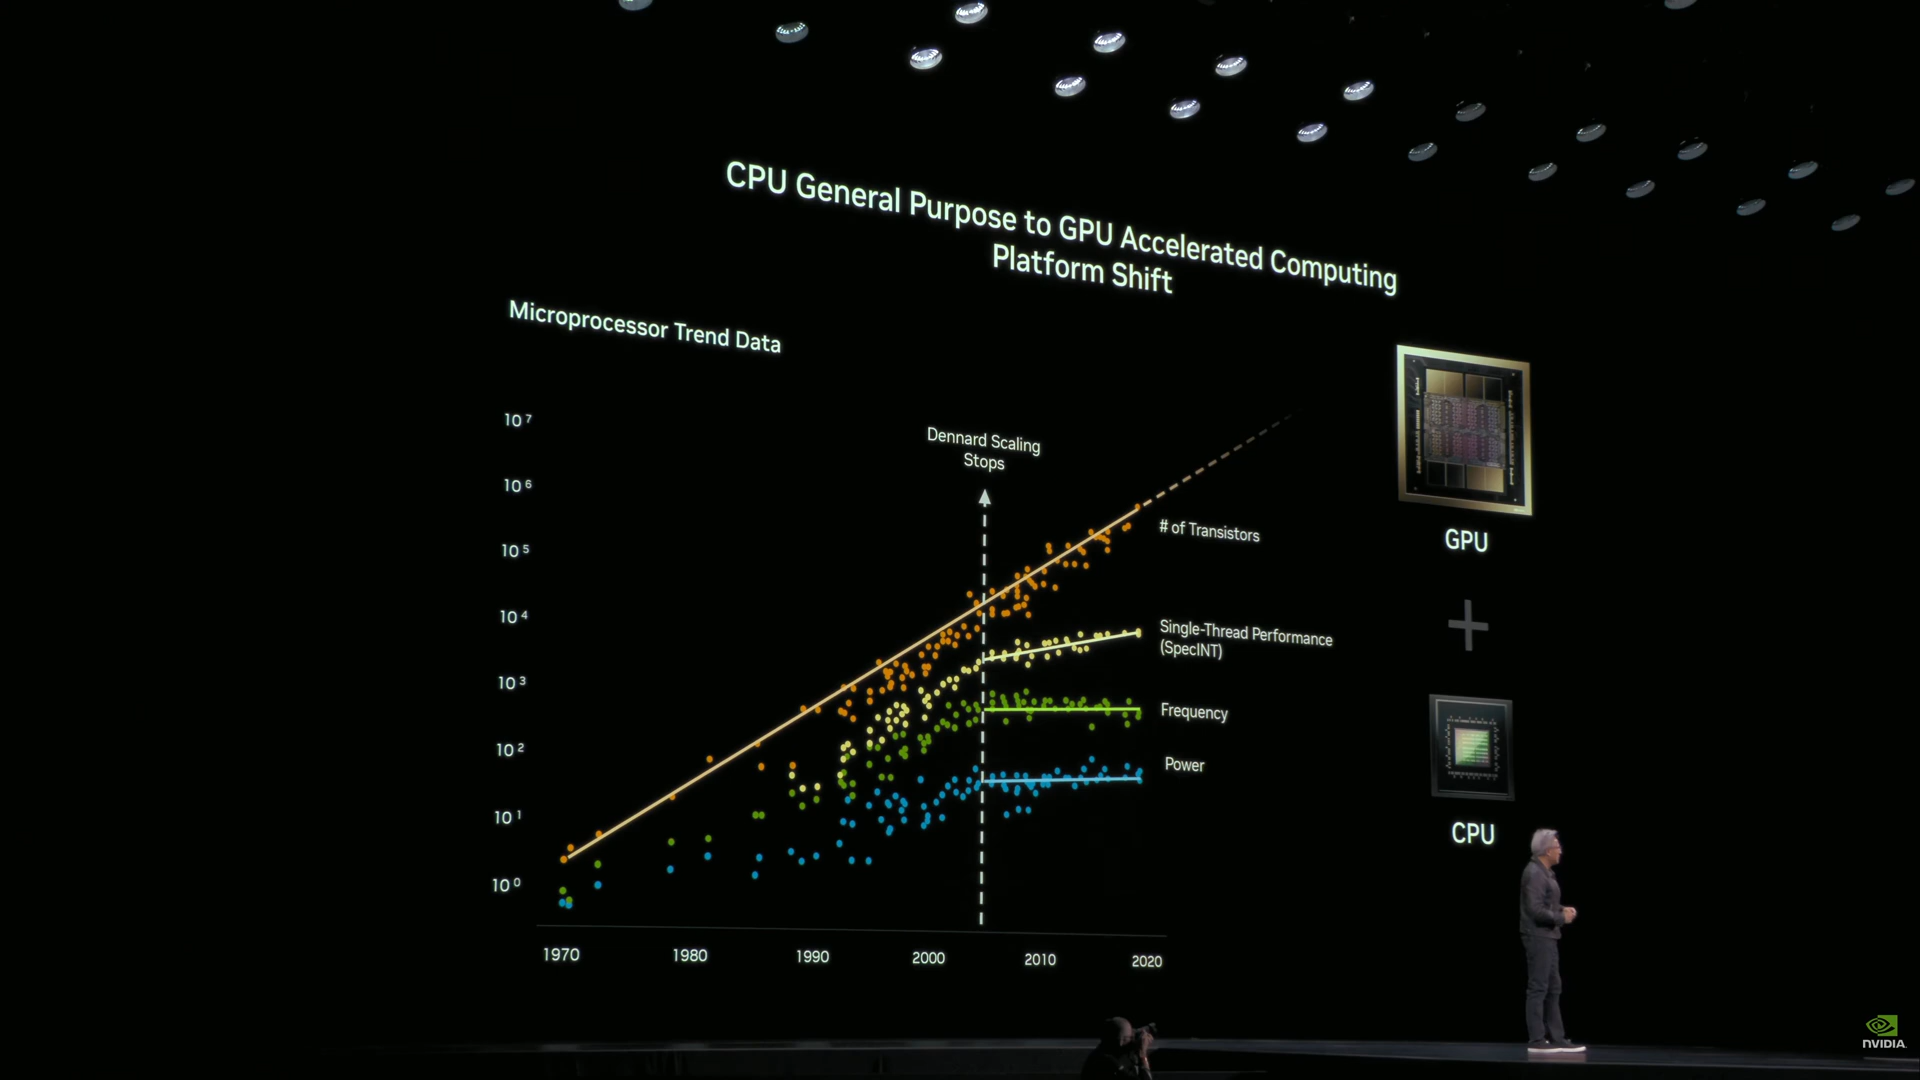 CPU General Purpose to GPU Accelerated Computing
Platform Shift
Microprocessor Trend Data
10⁷
10⁶
10⁵
10⁴
10³
10²
10¹
10⁰
Dennard Scaling
Stops
# of Transistors
Single-Thread Performance
(SpecINT)
Frequency
Power
1970
1980
1990
2000
2010
2020
GPU
+
CPU
NVIDIA.